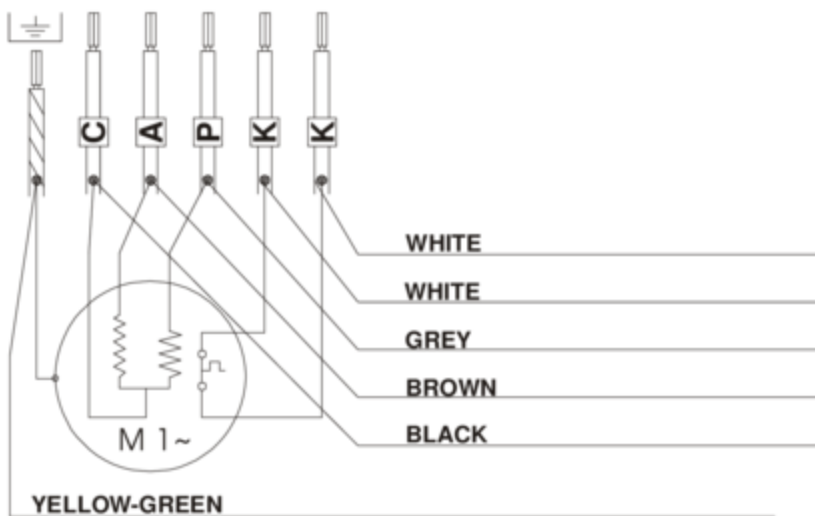 C A P K K
WHITE
WHITE
GREY
BROWN
BLACK
M 1~
YELLOW-GREEN